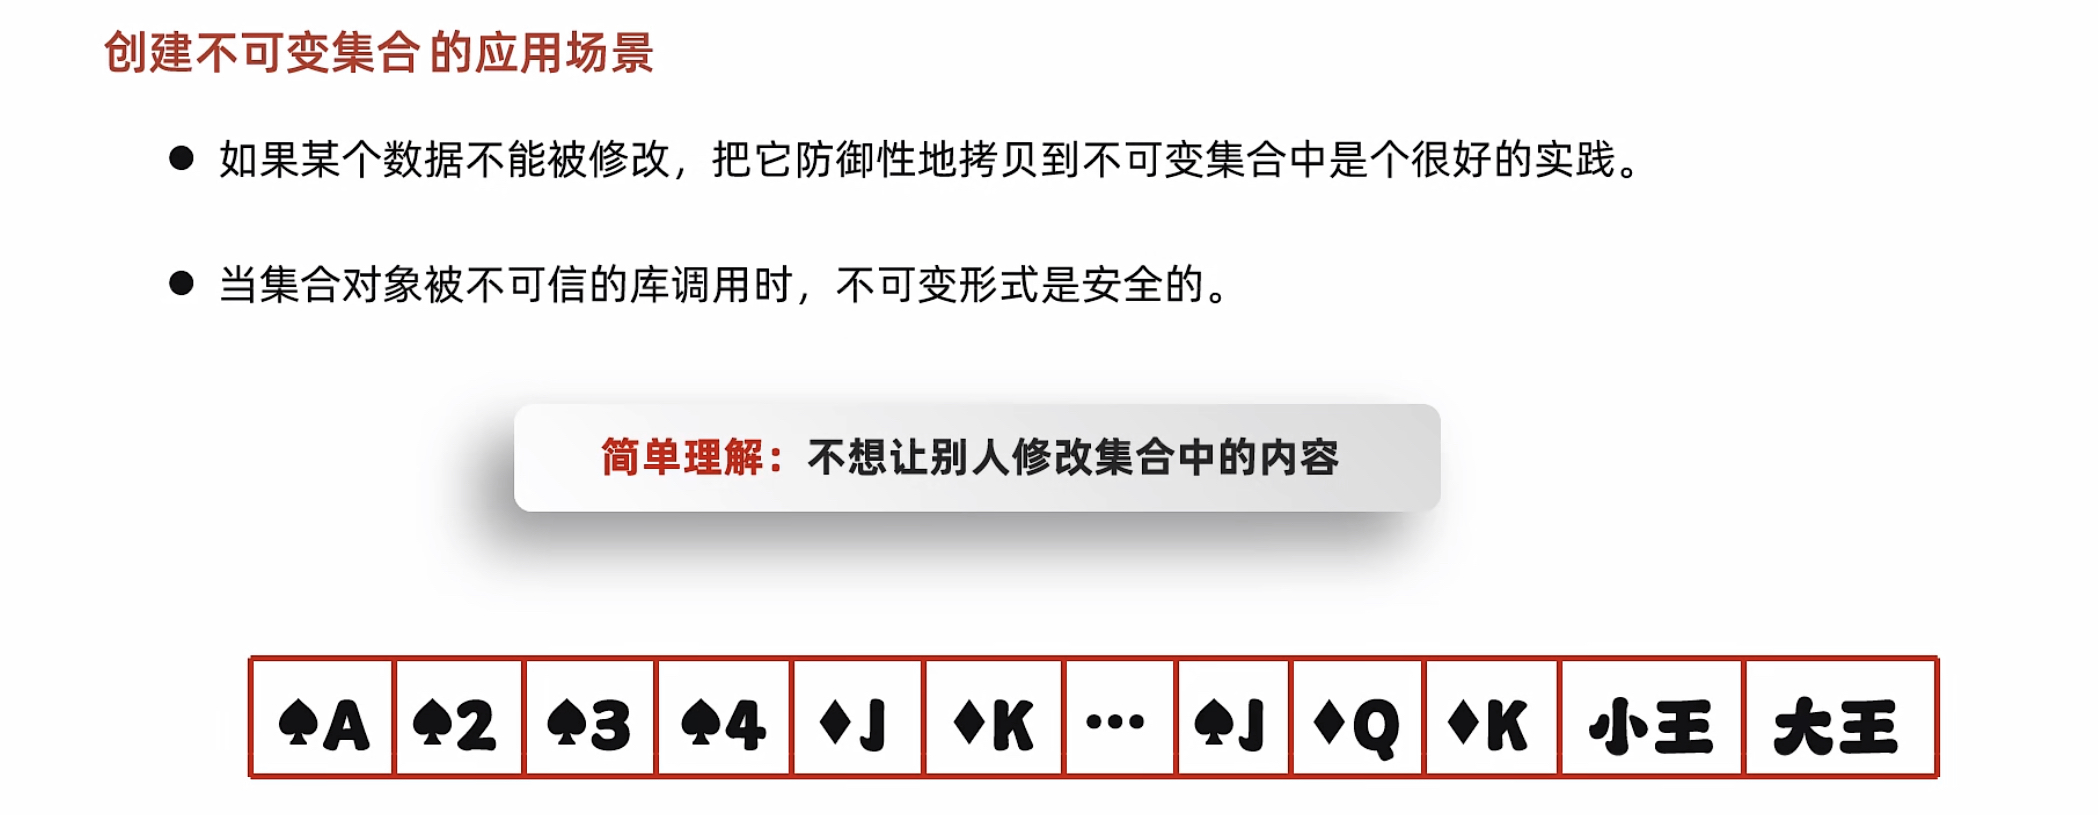 创建不可变集合的应用场景
● 如果某个数据不能被修改，把它防御性地拷贝到不可变集合中是个很好的实践。
● 当集合对象被不可信的库调用时，不可变形式是安全的。
简单理解：不想让别人修改集合中的内容
♠A ♠2 ♠3 ♠4 ♦J ♦K ··· ♠J ♦Q ♦K 小王 大王